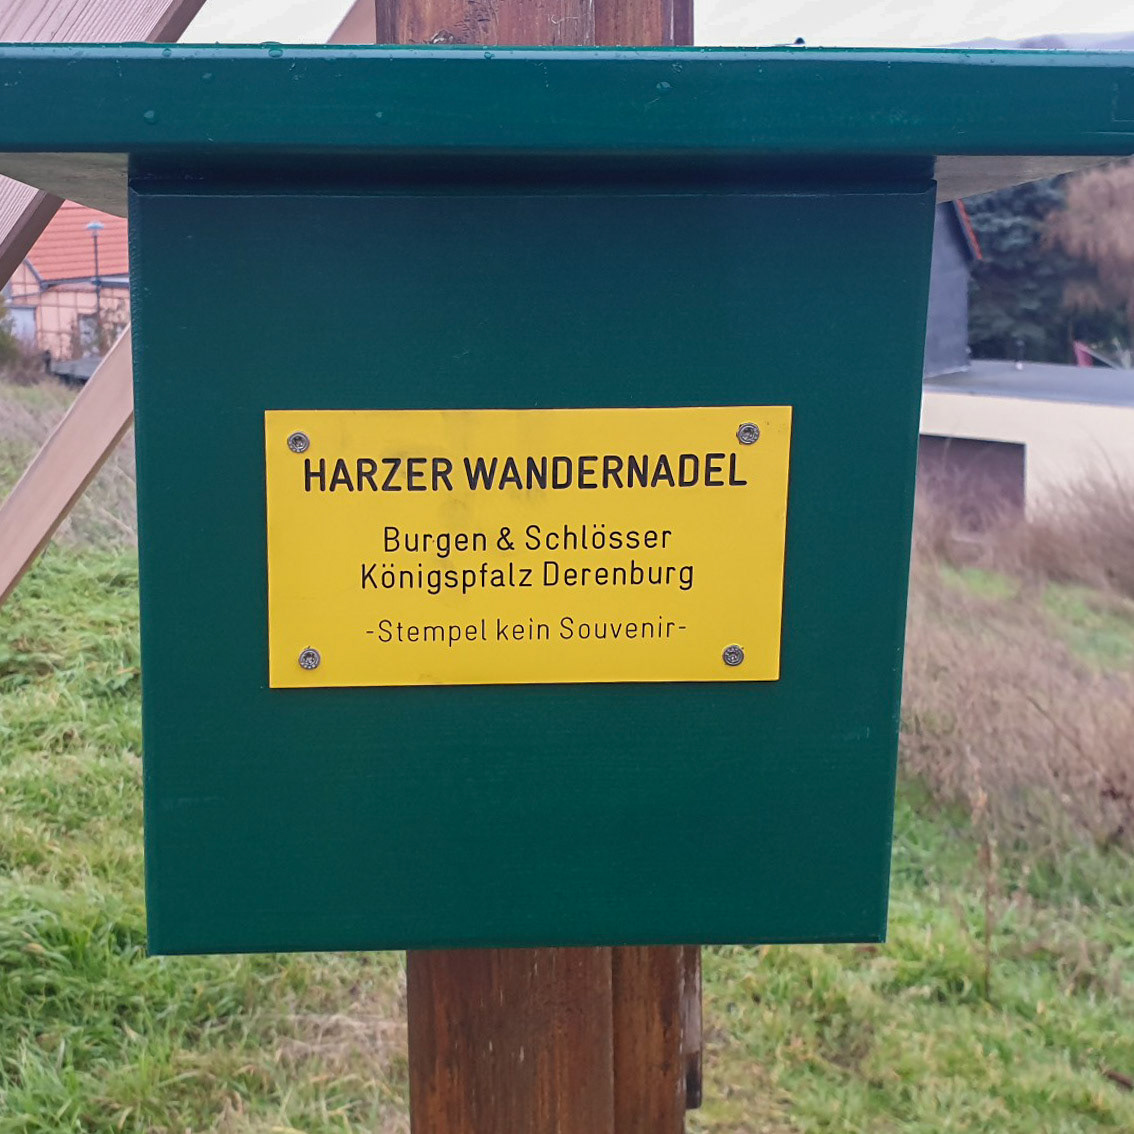 HARZER WANDERNADEL
Burgen & Schlösser
Königspfalz Derenburg
-Stempel kein Souvenir-